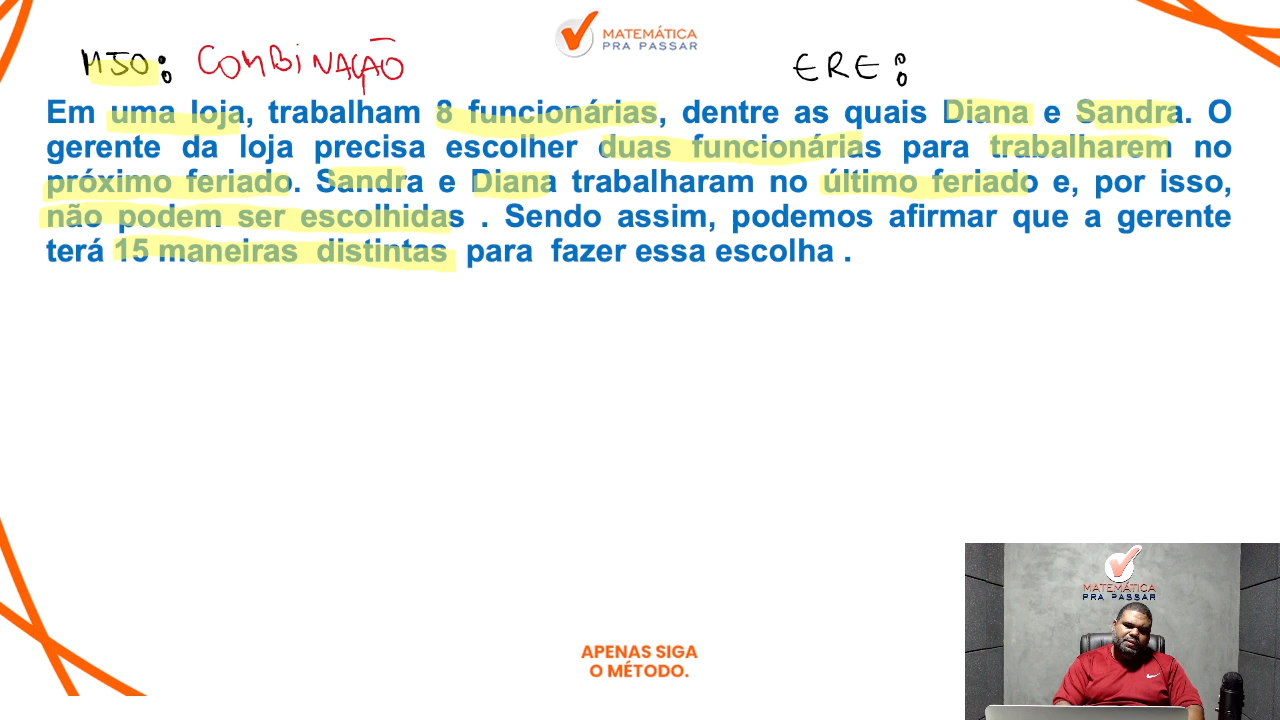 MATEMÁTICA
PRA PASSAR
MJO: COMBINAÇÃO
ERE:
Em uma loja, trabalham 8 funcionárias, dentre as quais Diana e Sandra. O
gerente da loja precisa escolher duas funcionárias para trabalharem no
próximo feriado. Sandra e Diana trabalharam no último feriado e, por isso,
não podem ser escolhidas . Sendo assim, podemos afirmar que a gerente
terá 15 maneiras distintas para fazer essa escolha .
MATEMÁTICA
PRA PASSAR
APENAS SIGA
O MÉTODO.